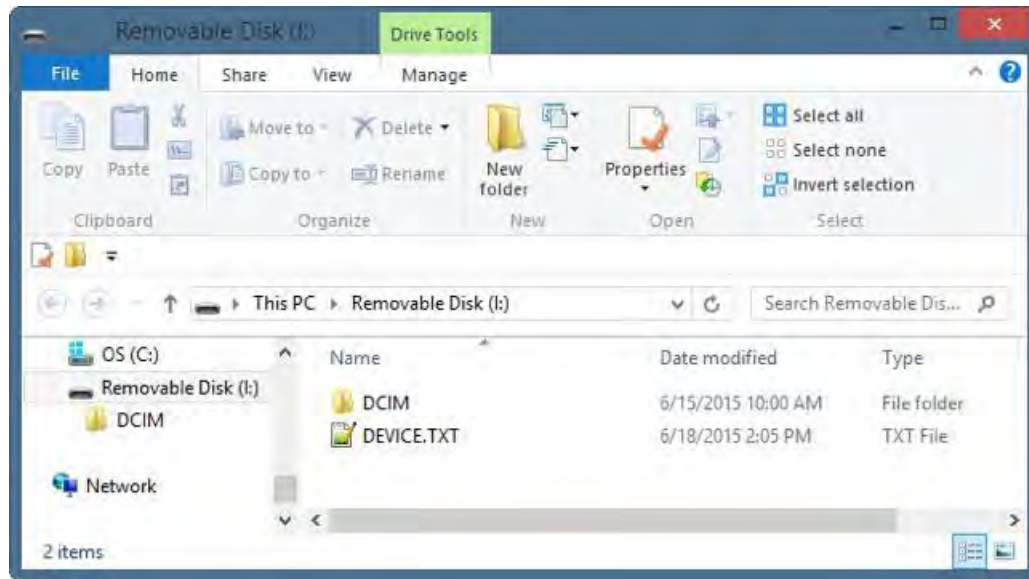 Removable Disk (I:)
Drive Tools
File Home Share View Manage
Copy
Paste
Move to
Copy to
Delete
Rename
New
folder
Properties
Select all
Select none
Invert selection
Clipboard Organize New Open Select
This PC Removable Disk (I:)
Search Removable Dis...
OS (C:)
Removable Disk (I:)
DCIM
Network
Name Date modified Type
DCIM 6/15/2015 10:00 AM File folder
DEVICE.TXT 6/18/2015 2:05 PM TXT File
2 items